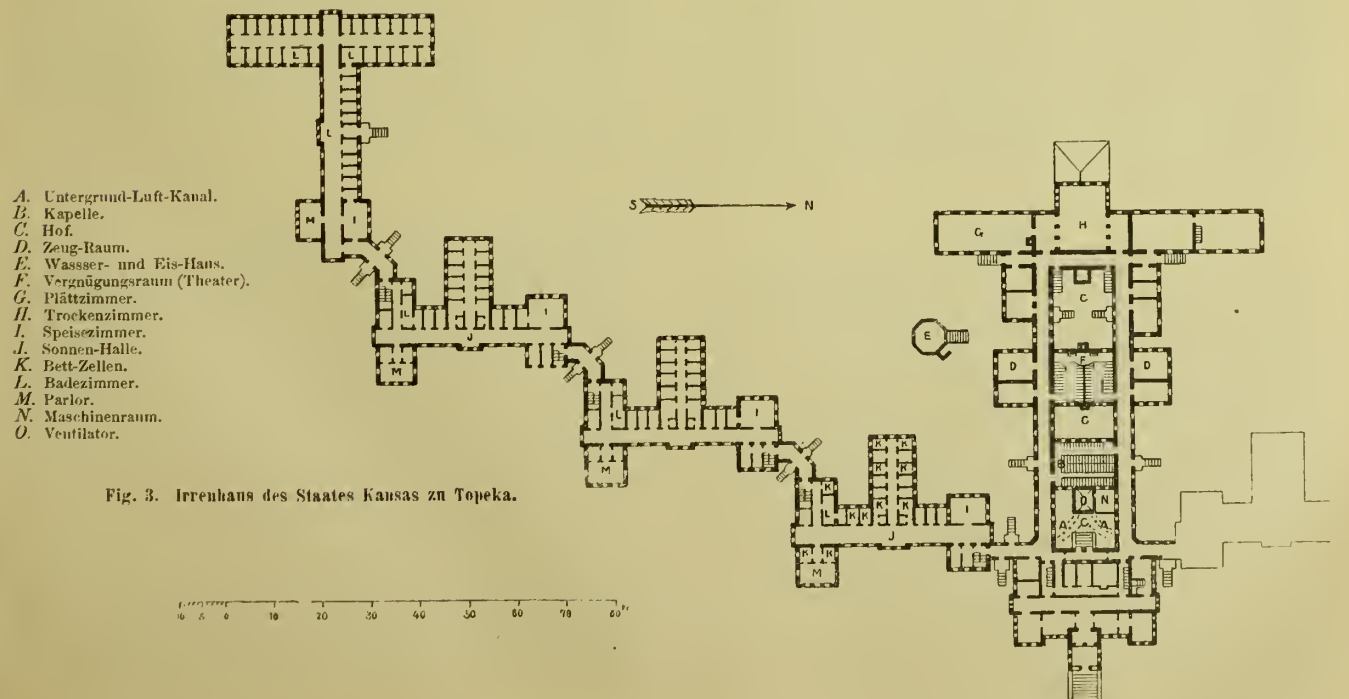 A. Untergrund-Luft-Kanal.
B. Kapelle.
C. Hof.
D. Zeug-Raum.
E. Wassser- und Eis-Haus.
F. Vergnügungsraum (Theater).
G. Plättzimmer.
H. Trockenzimmer.
I. Speisezimmer.
J. Sonnen-Halle.
K. Bett-Zellen.
L. Badezimmer.
M. Parlor.
N. Maschinenraum.
O. Ventilator.
S N
L L
L
M I
L I
J
M
L I
M
K K
K K
K K
K K
K
K K L I
J
K K
M
G H
C
E
D F D
C
B
O N
A C A
Fig. 3. Irrenhaus des Staates Kansas zu Topeka.
10 5 0 10 20 30 40 50 60 70 80 Fr.